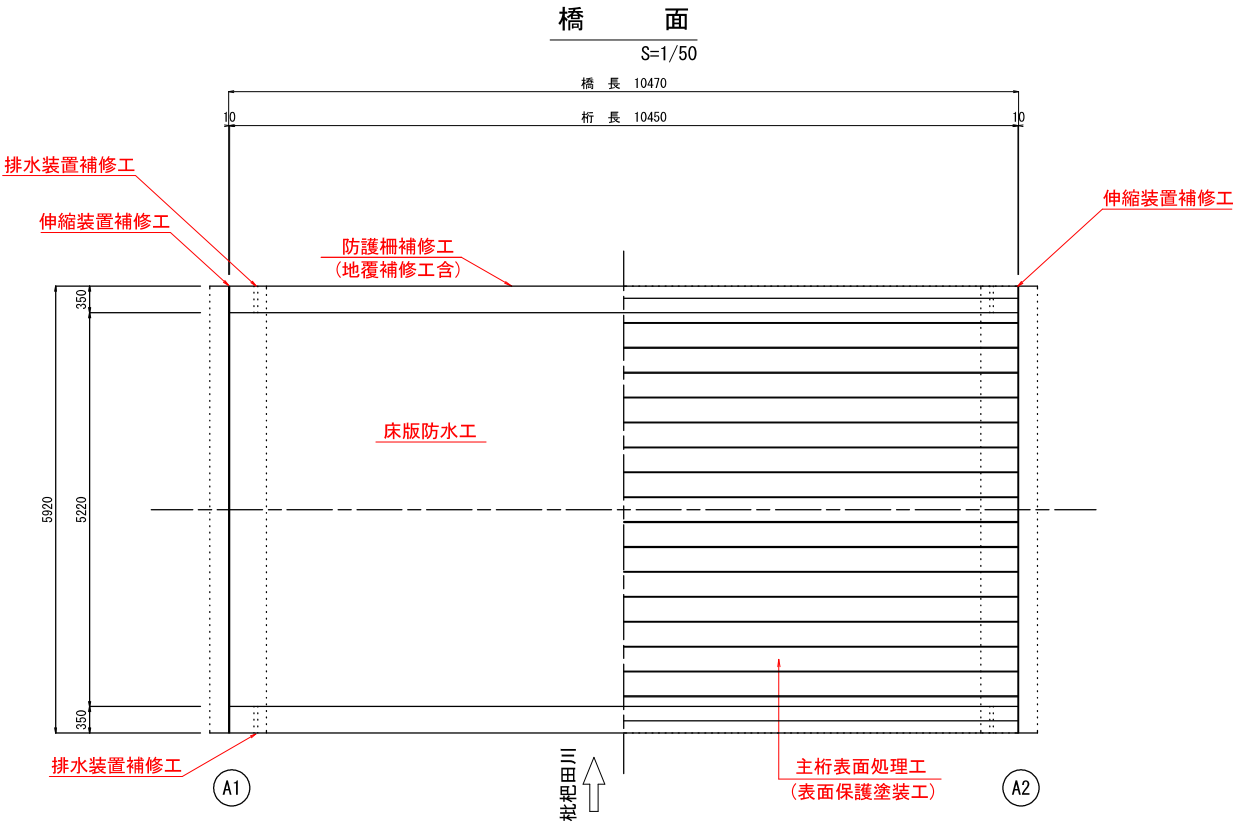 橋 面
S=1/50
橋 長 10470
10 桁 長 10450 10
排水装置補修工
伸縮装置補修工
伸縮装置補修工
防護柵補修工
(地覆補修工含)
350
床版防水工
5920
5220
350
排水装置補修工
主桁表面処理工
(表面保護塗装工)
枇杷田川
A1
A2